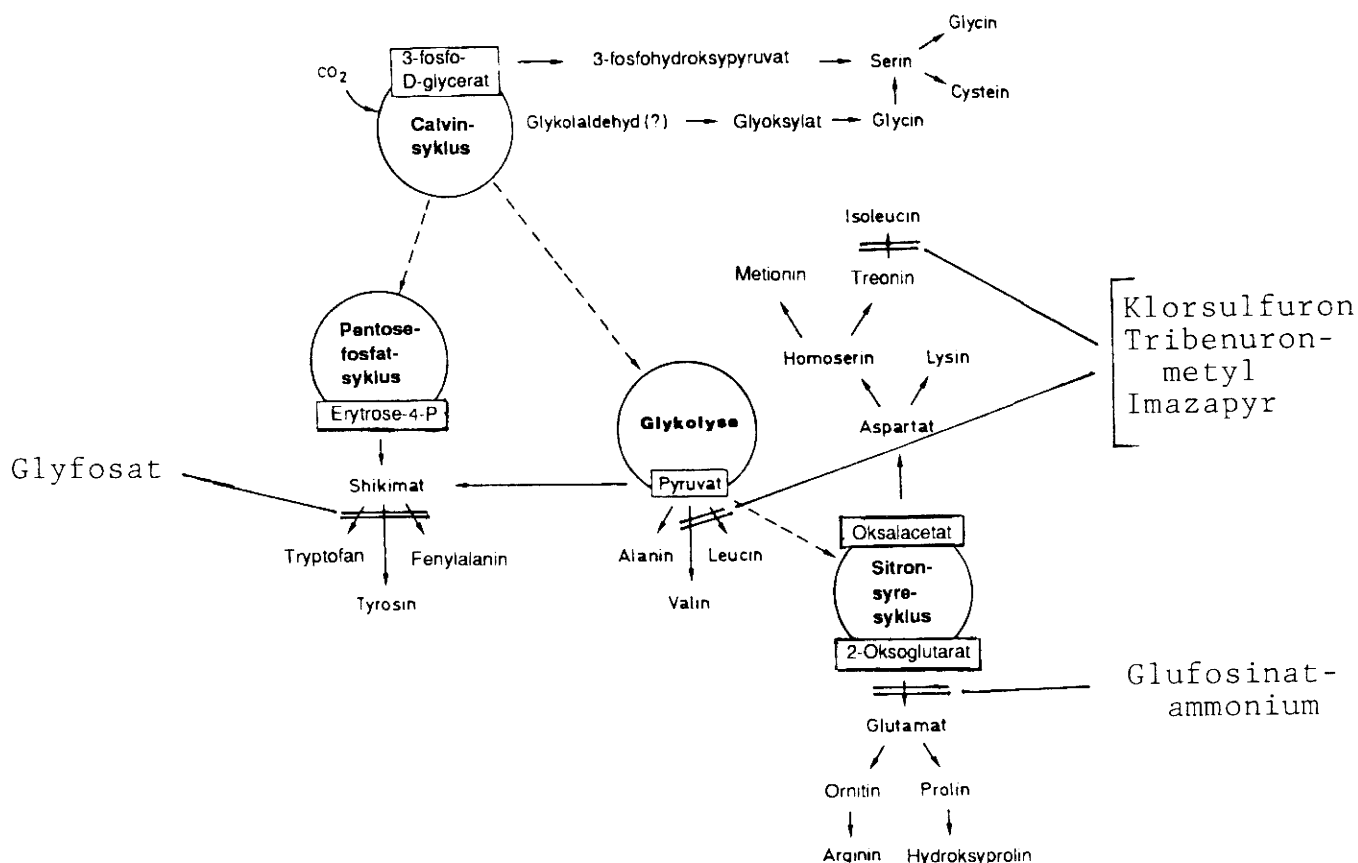 Glycin
3-fosfo-
D-glycerat
3-fosfohydroksypyruvat
Serin
CO2
Cystein
Calvin-
syklus
Glykolaldehyd (?)
Glyoksylat
Glycin
Isoleucin
Metionin
Treonin
Klorsulfuron
Tribenuron-
metyl
Imazapyr
Pentose-
fosfat-
syklus
Erytrose-4-P
Homoserin
Lysin
Glykolyse
Aspartat
Glyfosat
Shikimat
Pyruvat
Tryptofan
Fenylalanin
Tyrosin
Alanin
Leucin
Valin
Oksalacetat
Sitron-
syre-
syklus
2-Oksoglutarat
Glufosinat-
ammonium
Glutamat
Ornitin
Prolin
Arginin
Hydroksyprolin